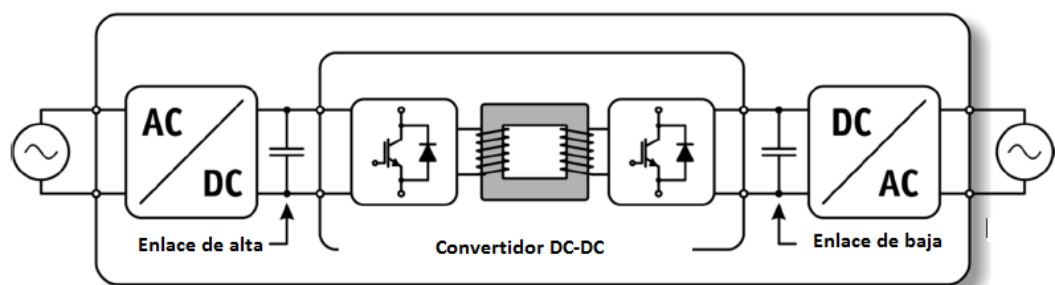 AC
DC
DC
AC
Enlace de alta
Convertidor DC-DC
Enlace de baja